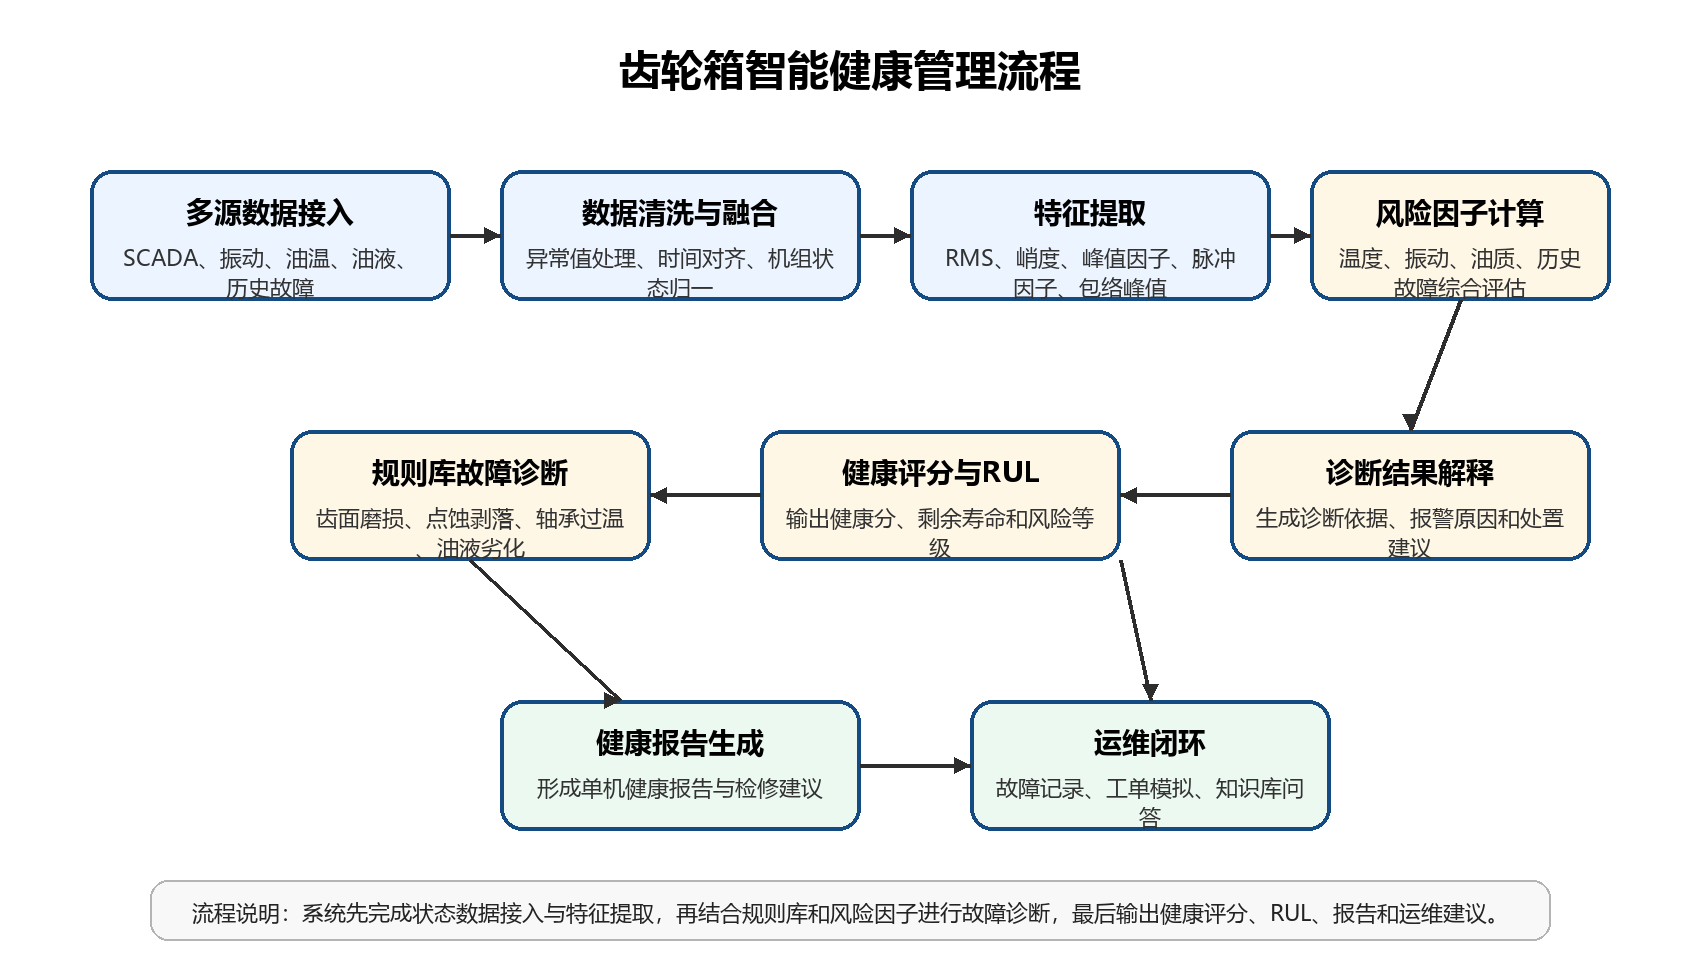 齿轮箱智能健康管理流程
多源数据接入
SCADA、振动、油温、油液、
历史故障
数据清洗与融合
异常值处理、时间对齐、机组状
态归一
特征提取
RMS、峭度、峰值因子、脉冲
因子、包络峰值
风险因子计算
温度、振动、油质、历史
故障综合评估
规则库故障诊断
齿面磨损、点蚀剥落、轴承过温
、油液劣化
健康评分与RUL
输出健康分、剩余寿命和风险等
级
诊断结果解释
生成诊断依据、报警原因和处置
建议
健康报告生成
形成单机健康报告与检修建议
运维闭环
故障记录、工单模拟、知识库问
答
流程说明：系统先完成状态数据接入与特征提取，再结合规则库和风险因子进行故障诊断，最后输出健康评分、RUL、报告和运维建议。